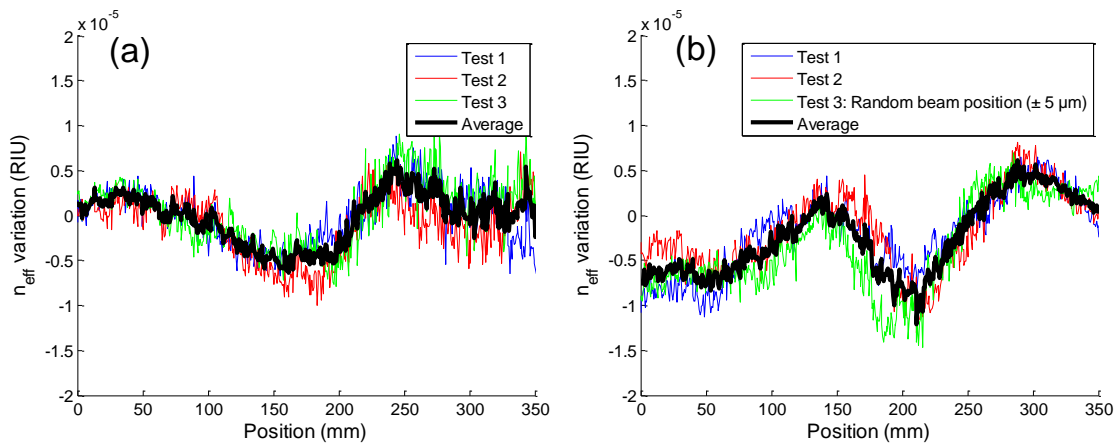 x 10⁻⁵
(a)
Test 1
Test 2
Test 3
Average
2
1.5
1
0.5
0
-0.5
-1
-1.5
-2
n_eff variation (RIU)
0 50 100 150 200 250 300 350
Position (mm)
x 10⁻⁵
(b)
Test 1
Test 2
Test 3: Random beam position (± 5 µm)
Average
2
1.5
1
0.5
0
-0.5
-1
-1.5
-2
n_eff variation (RIU)
0 50 100 150 200 250 300 350
Position (mm)